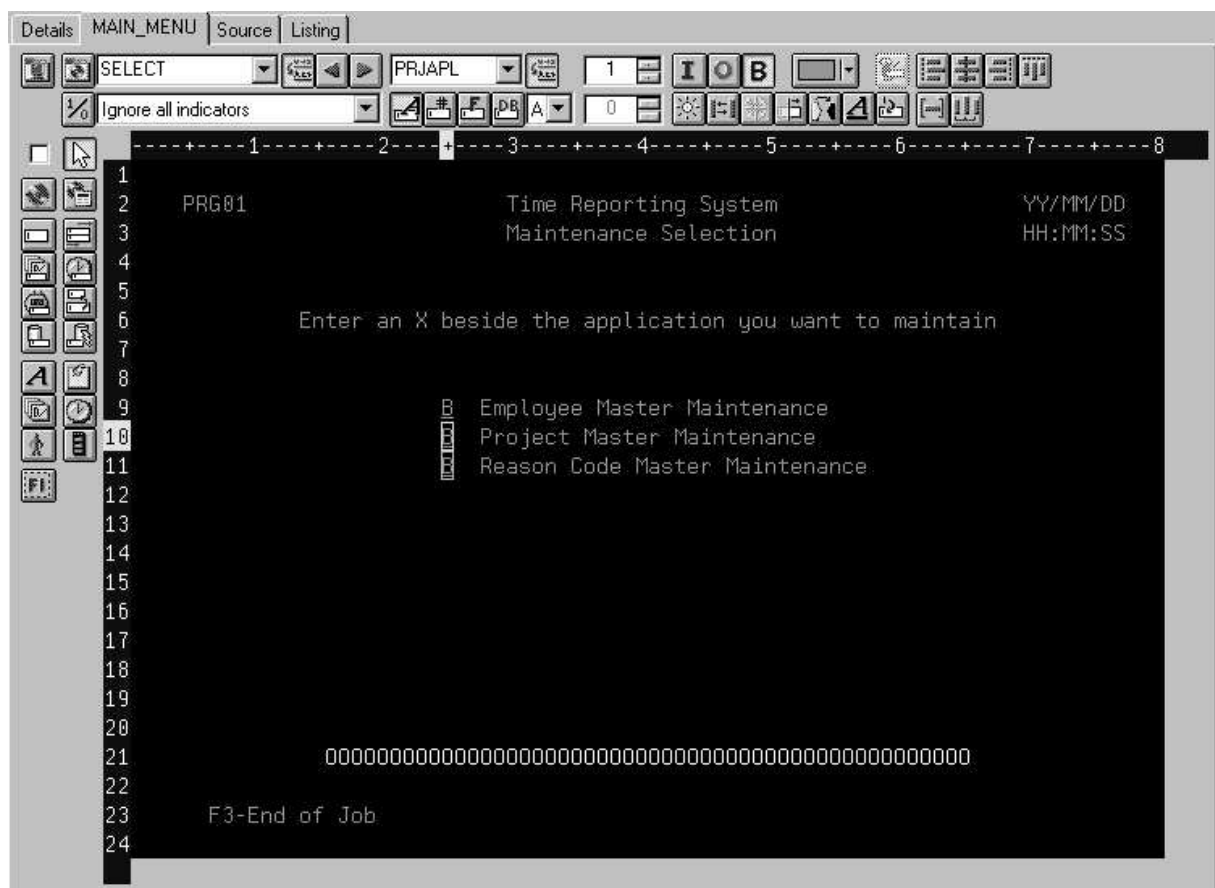 Details MAIN_MENU Source Listing
SELECT PRJAPL 1 I O B
1/0 Ignore all indicators A # F DB A 0 A
----+----1----+----2----+----3----+----4----+----5----+----6----+----7----+----8
1
2 PRG01 Time Reporting System YY/MM/DD
3 Maintenance Selection HH:MM:SS
4
5
6 Enter an X beside the application you want to maintain
7
8
9 B Employee Master Maintenance
10 B Project Master Maintenance
11 B Reason Code Master Maintenance
12
13
14
15
16
17
18
19
20
21 OOOOOOOOOOOOOOOOOOOOOOOOOOOOOOOOOOOOOOOOOOOOOOOOOO
22
23 F3-End of Job
24